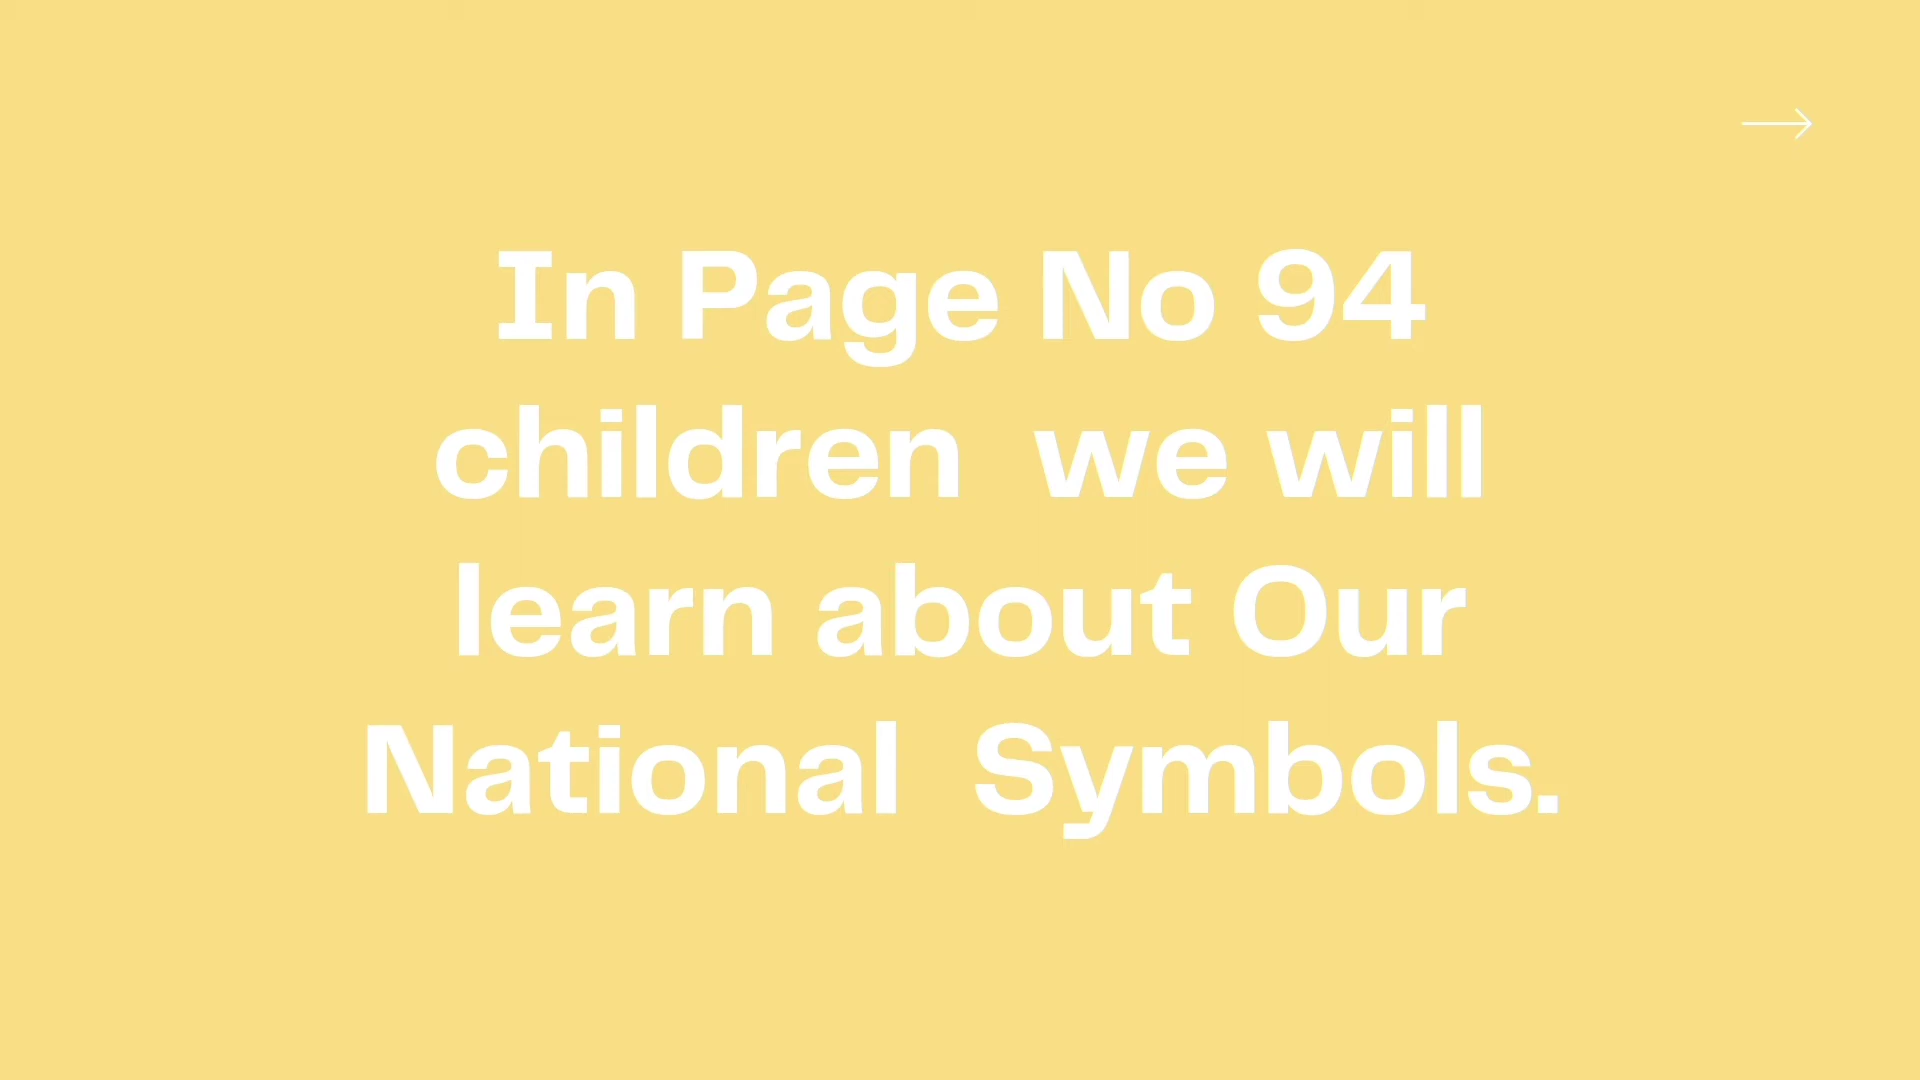 In Page No 94
children  we will
learn about Our
National  Symbols.